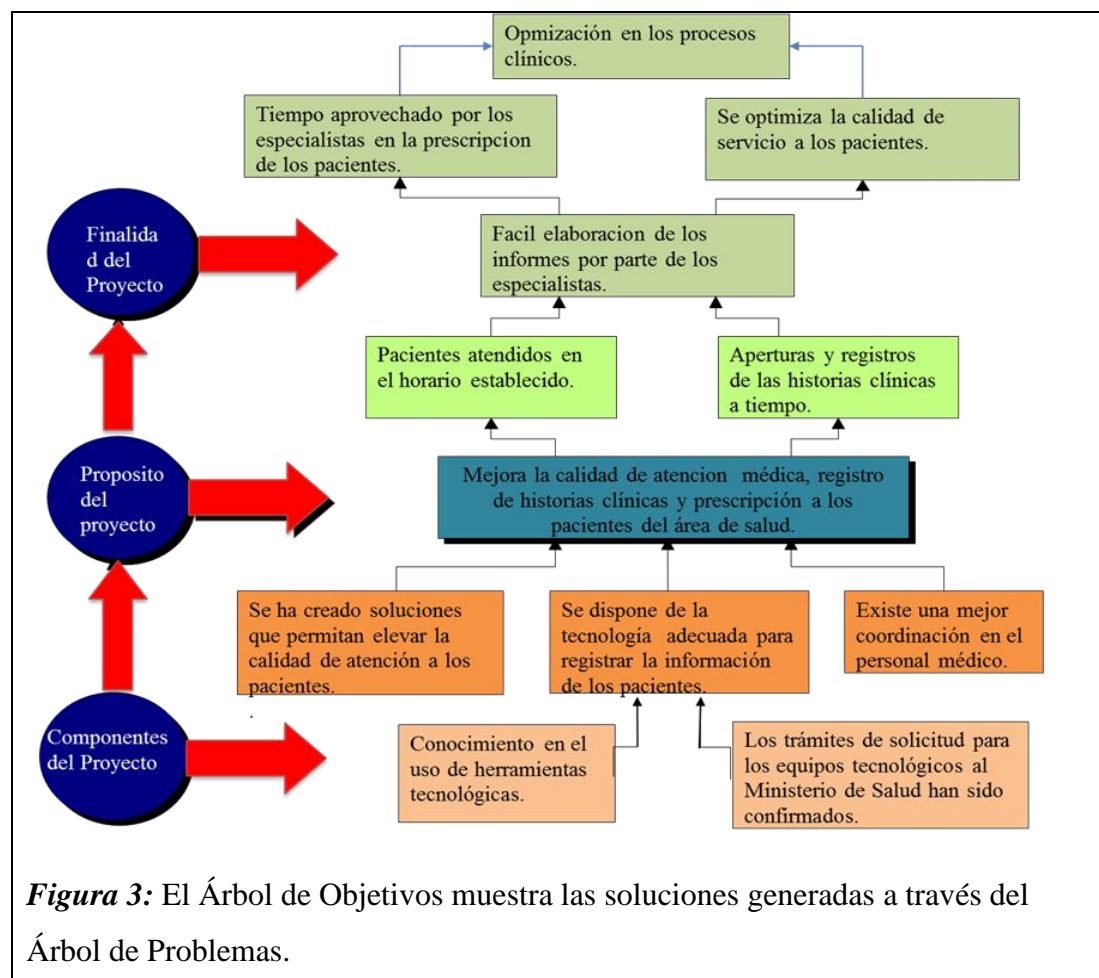 Opmización en los procesos
clínicos.
Tiempo aprovechado por los
especialistas en la prescripcion
de los pacientes.
Se optimiza la calidad de
servicio a los pacientes.
Finalida
d del
Proyecto
Facil elaboracion de los
informes por parte de los
especialistas.
Pacientes atendidos en
el horario establecido.
Aperturas y registros
de las historias clínicas
a tiempo.
Proposito
del
proyecto
Mejora la calidad de atencion médica, registro
de historias clínicas y prescripción a los
pacientes del área de salud.
Se ha creado soluciones
que permitan elevar la
calidad de atención a los
pacientes.
.
Se dispone de la
tecnología adecuada para
registrar la información
de los pacientes.
Existe una mejor
coordinación en el
personal médico.
Componentes
del Proyecto
Conocimiento en el
uso de herramientas
tecnológicas.
Los trámites de solicitud para
los equipos tecnológicos al
Ministerio de Salud han sido
confirmados.
Figura 3: El Árbol de Objetivos muestra las soluciones generadas a través del
Árbol de Problemas.